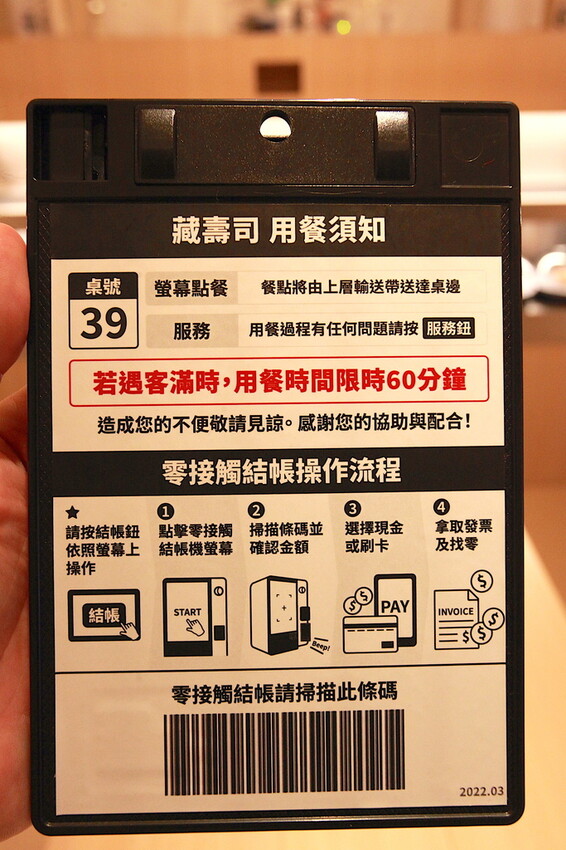 藏壽司 用餐須知
桌號
39
螢幕點餐 餐點將由上層輸送帶送達桌邊
服務 用餐過程有任何問題請按 服務鈕
若遇客滿時，用餐時間限時60分鐘
造成您的不便敬請見諒。感謝您的協助與配合！
零接觸結帳操作流程
★
請按結帳鈕
依照螢幕上
操作
結帳
1
點擊零接觸
結帳機螢幕
START
2
掃描條碼並
確認金額
Beep!
3
選擇現金
或刷卡
$ $
PAY
4
拿取發票
及找零
INVOICE
$
$ $ $
零接觸結帳請掃描此條碼
2022.03